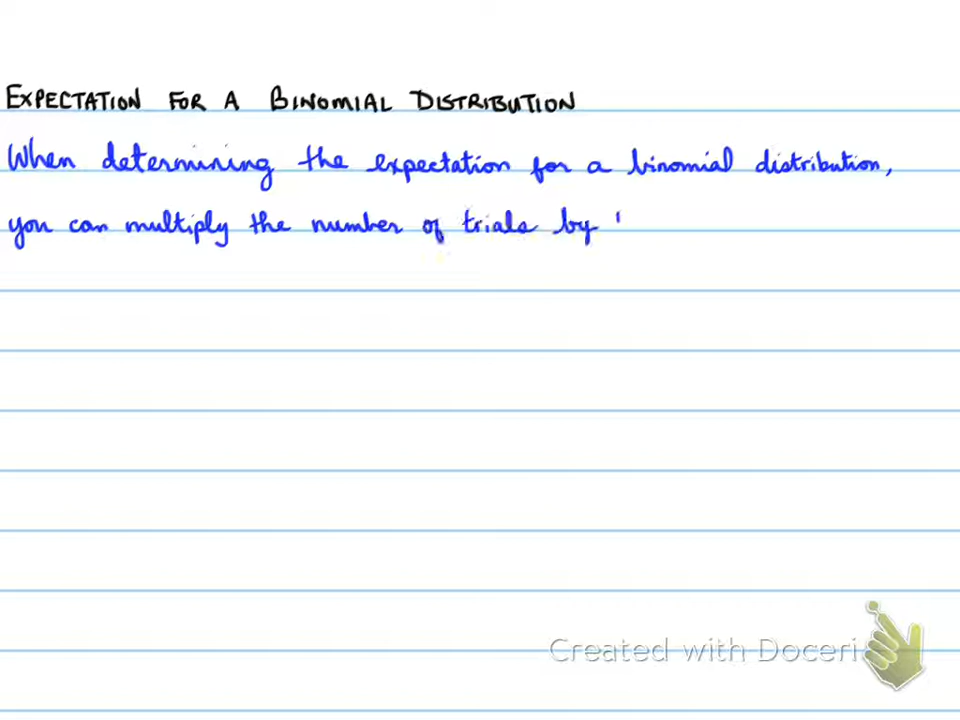 EXPECTATION FOR A BINOMIAL DISTRIBUTION
When determining the expectation for a binomial distribution,
you can multiply the number of trials by
Created with Doceri